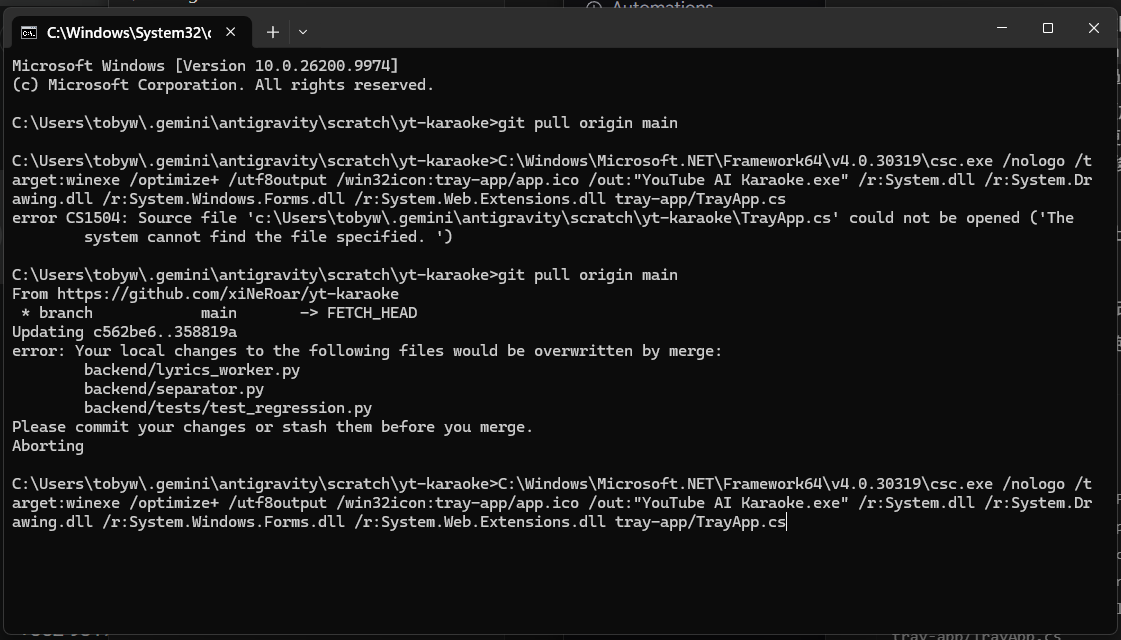 Automations
C:\Windows\System32\c
Microsoft Windows [Version 10.0.26200.9974]
(c) Microsoft Corporation. All rights reserved.
C:\Users\tobyw\.gemini\antigravity\scratch\yt-karaoke>git pull origin main
C:\Users\tobyw\.gemini\antigravity\scratch\yt-karaoke>C:\Windows\Microsoft.NET\Framework64\v4.0.30319\csc.exe /nologo /t
arget:winexe /optimize+ /utf8output /win32icon:tray-app/app.ico /out:"YouTube AI Karaoke.exe" /r:System.dll /r:System.Dr
awing.dll /r:System.Windows.Forms.dll /r:System.Web.Extensions.dll tray-app/TrayApp.cs
error CS1504: Source file 'c:\Users\tobyw\.gemini\antigravity\scratch\yt-karaoke\TrayApp.cs' could not be opened ('The
system cannot find the file specified. ')
C:\Users\tobyw\.gemini\antigravity\scratch\yt-karaoke>git pull origin main
From https://github.com/xiNeRoar/yt-karaoke
* branch main -> FETCH_HEAD
Updating c562be6..358819a
error: Your local changes to the following files would be overwritten by merge:
backend/lyrics_worker.py
backend/separator.py
backend/tests/test_regression.py
Please commit your changes or stash them before you merge.
Aborting
C:\Users\tobyw\.gemini\antigravity\scratch\yt-karaoke>C:\Windows\Microsoft.NET\Framework64\v4.0.30319\csc.exe /nologo /t
arget:winexe /optimize+ /utf8output /win32icon:tray-app/app.ico /out:"YouTube AI Karaoke.exe" /r:System.dll /r:System.Dr
awing.dll /r:System.Windows.Forms.dll /r:System.Web.Extensions.dll tray-app/TrayApp.cs
tray-app/TrayApp.cs